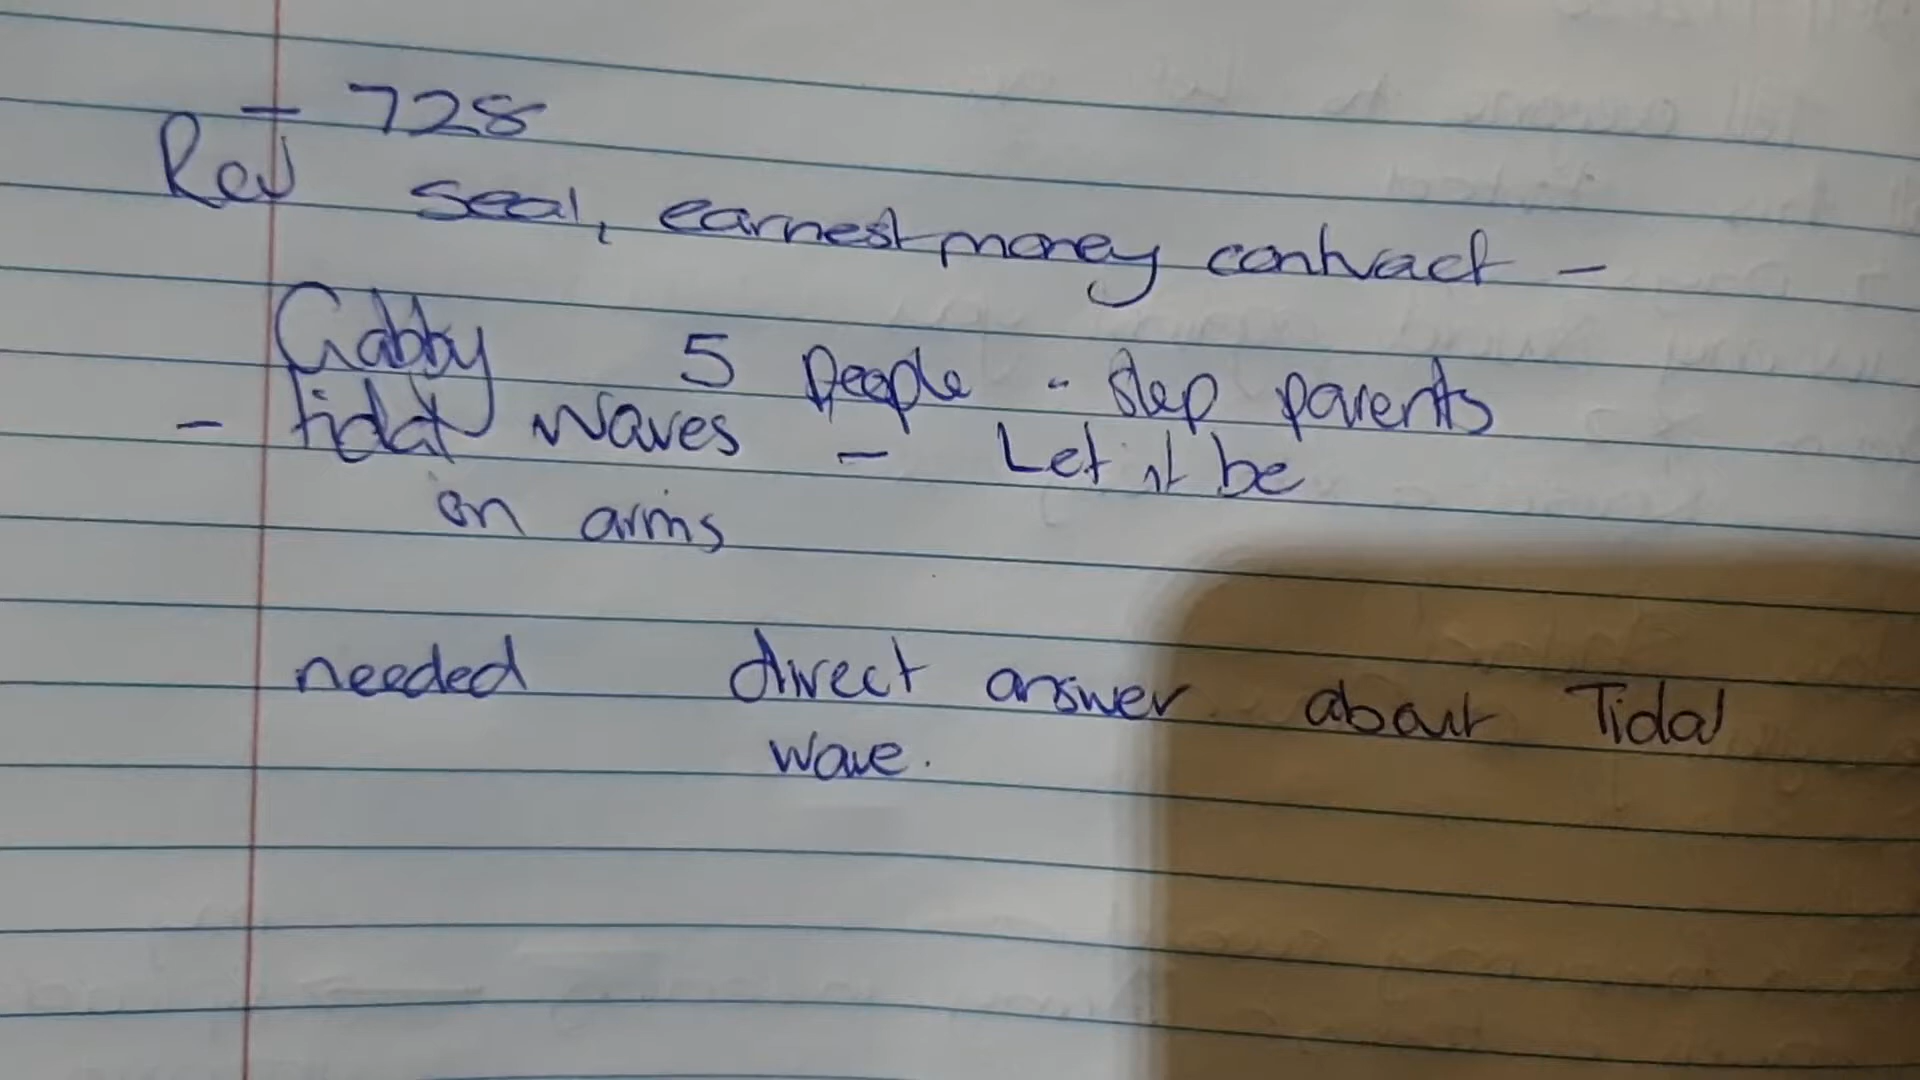 - 728
Red seal, earnest money contract -
Gabby 5 People - Step parents
- tidal waves - Let it be
on arms
needed direct answer about Tidal
wave.